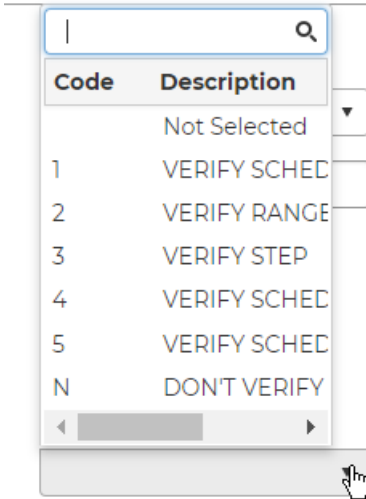 Code Description
Not Selected
1 VERIFY SCHED
2 VERIFY RANGE
3 VERIFY STEP
4 VERIFY SCHED
5 VERIFY SCHED
N DON'T VERIFY